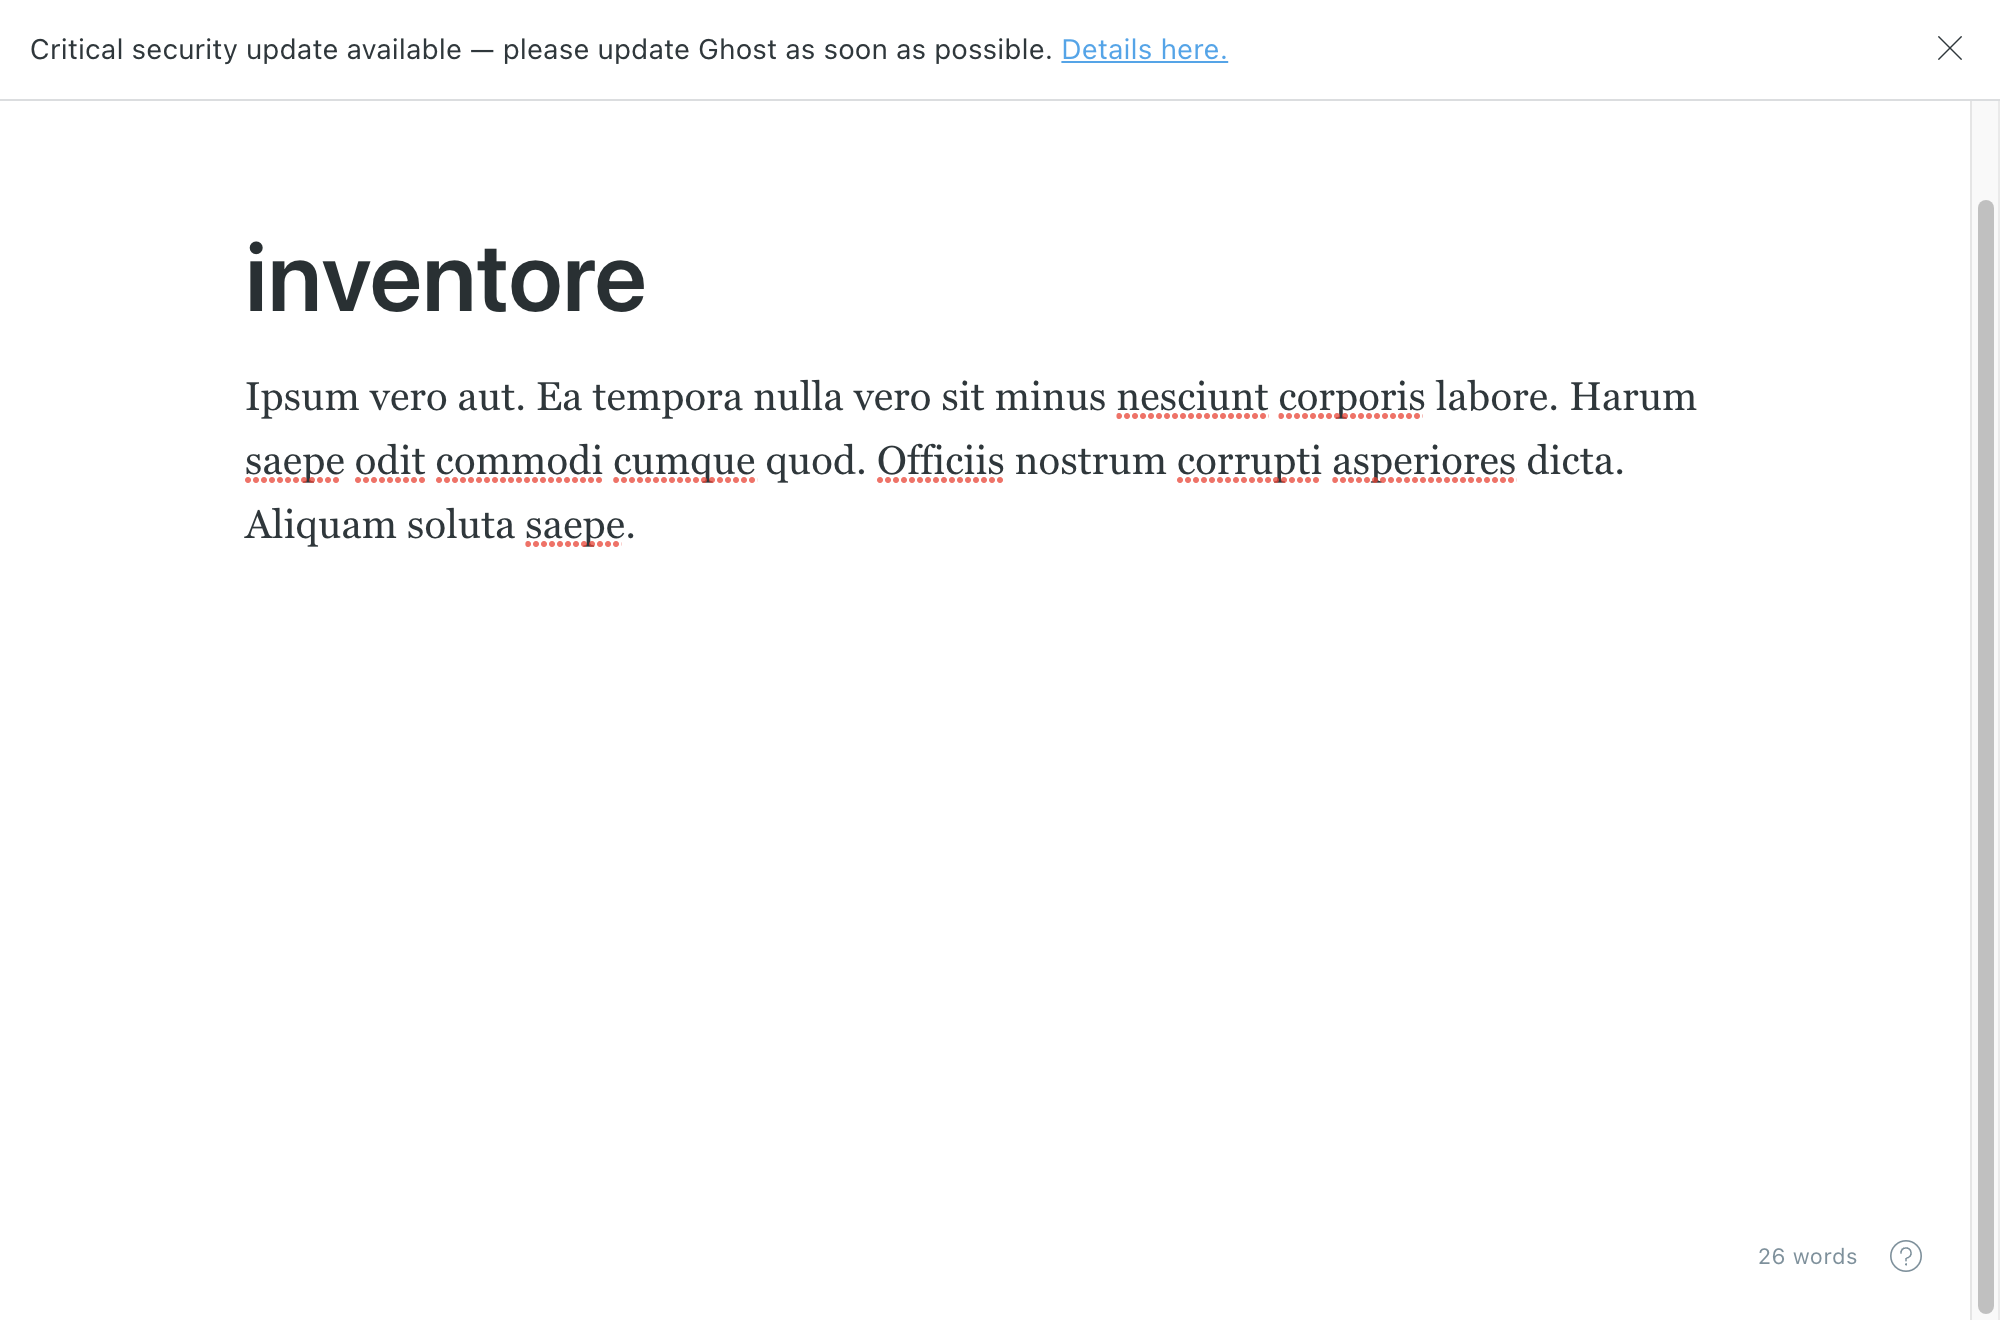 Critical security update available — please update Ghost as soon as possible. Details here.
inventore
Ipsum vero aut. Ea tempora nulla vero sit minus nesciunt corporis labore. Harum
saepe odit commodi cumque quod. Officiis nostrum corrupti asperiores dicta.
Aliquam soluta saepe.
26 words
?